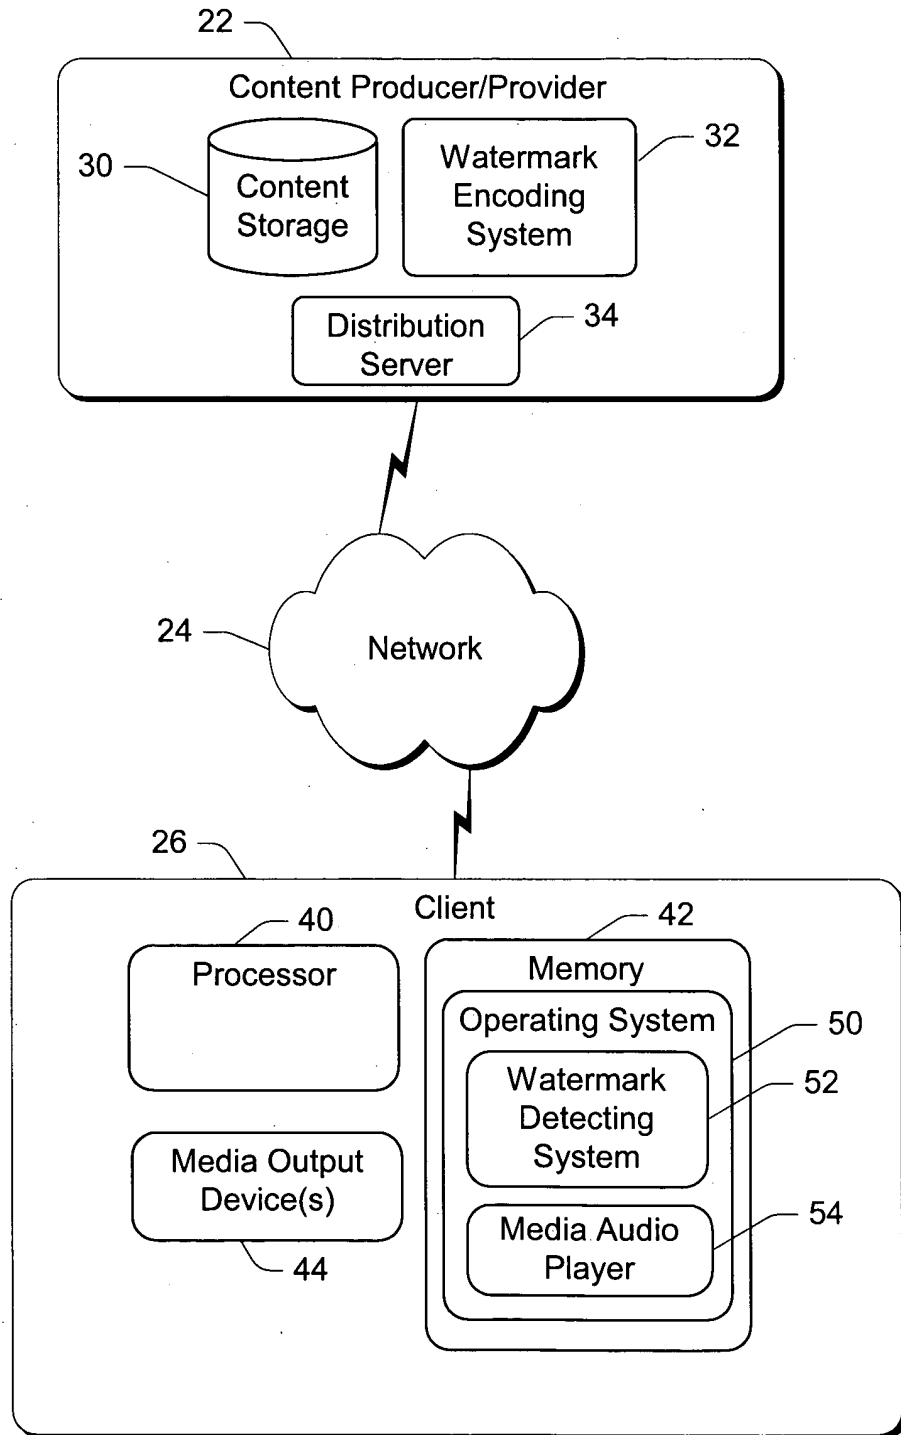 22
Content Producer/Provider
30
Content
Storage
Watermark
Encoding
System
32
Distribution
Server
34
24
Network
26
Client
40
Processor
42
Memory
Operating System
50
Watermark
Detecting
System
52
Media Output
Device(s)
44
Media Audio
Player
54